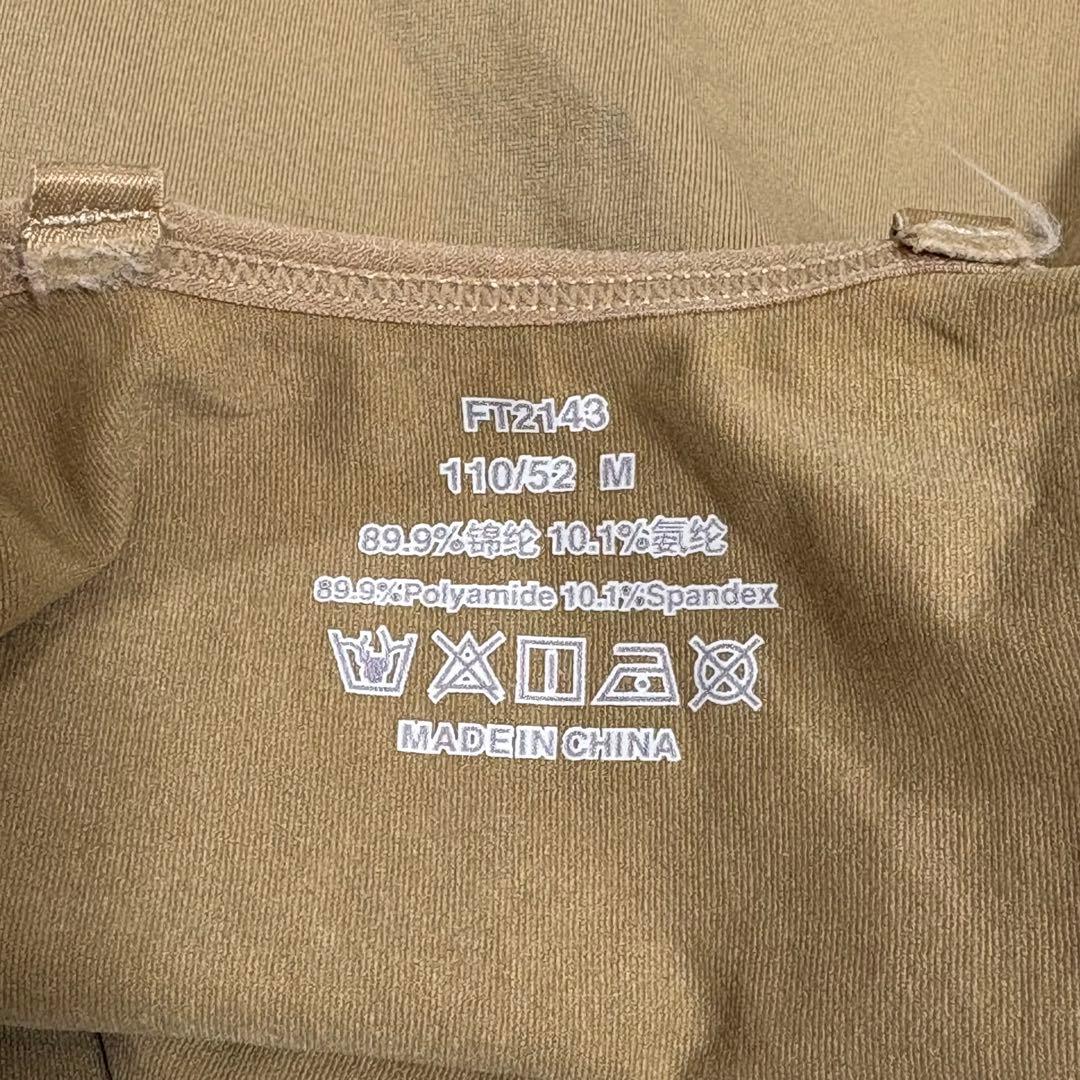 FT2143
110/52 M
89.9%锦纶 10.1%氨纶
89.9%Polyamide 10.1%Spandex
MADE IN CHINA